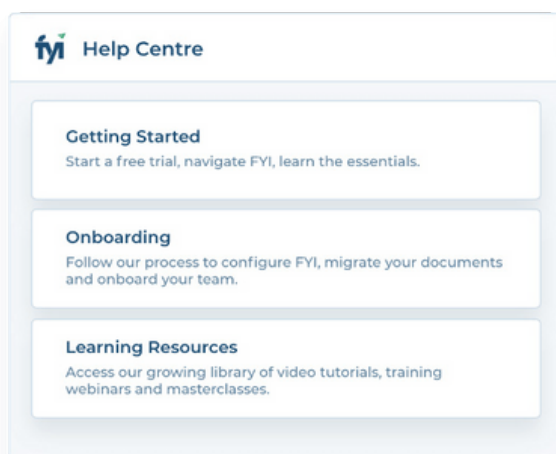 fyi Help Centre
Getting Started
Start a free trial, navigate FYI, learn the essentials.
Onboarding
Follow our process to configure FYI, migrate your documents
and onboard your team.
Learning Resources
Access our growing library of video tutorials, training
webinars and masterclasses.